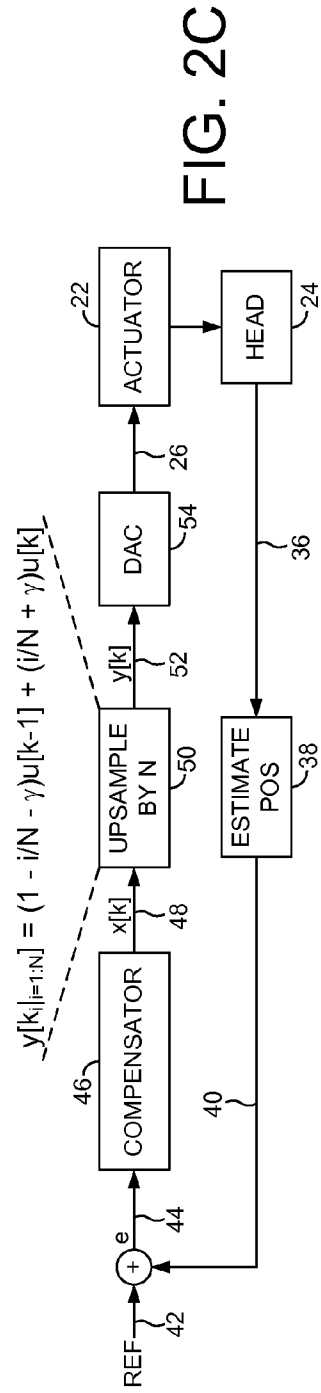 FIG. 2C
y[k_i|_{i=1:N}] = (1 - i/N - γ)u[k-1] + (i/N + γ)u[k]
REF
42
+
e
44
46
COMPENSATOR
x[k]
48
UPSAMPLE
BY N
50
y[k]
52
DAC
54
26
22
ACTUATOR
HEAD
24
36
ESTIMATE
POS
38
40